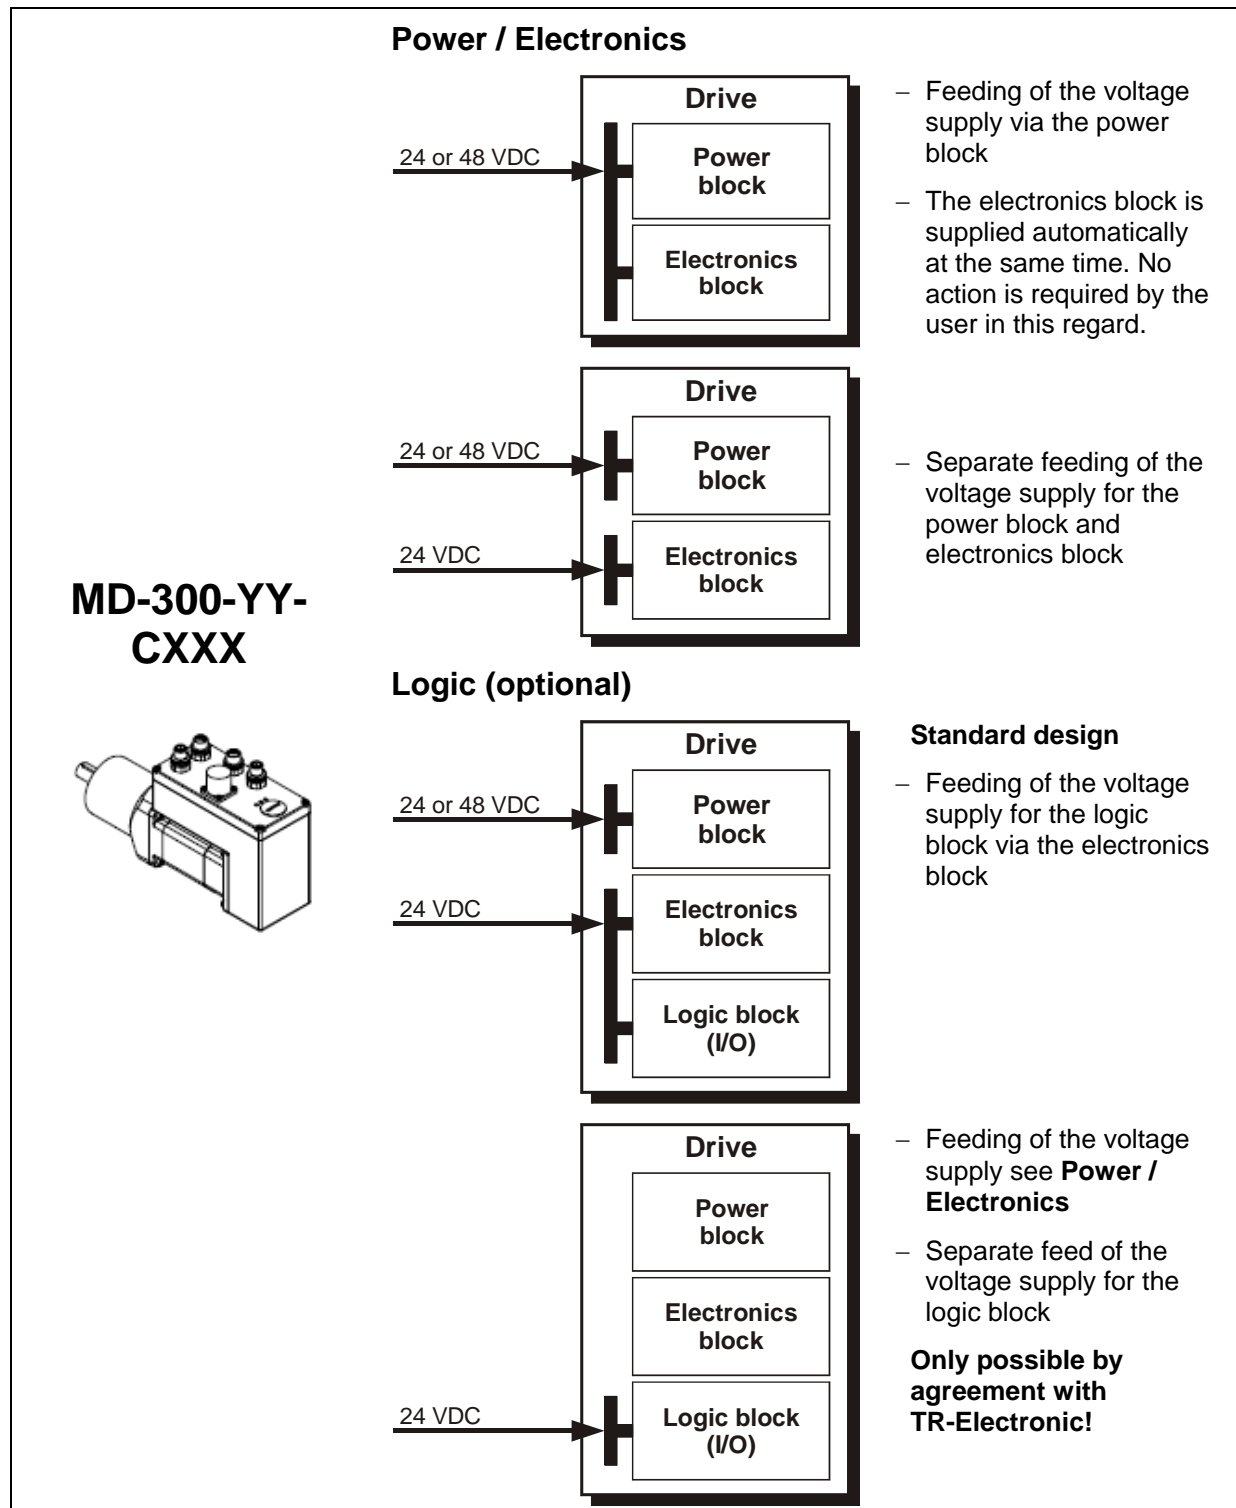 Power / Electronics
Drive
24 or 48 VDC
Power
block
Electronics
block
– Feeding of the voltage
supply via the power
block
– The electronics block is
supplied automatically
at the same time. No
action is required by the
user in this regard.
Drive
24 or 48 VDC
Power
block
24 VDC
Electronics
block
– Separate feeding of the
voltage supply for the
power block and
electronics block
MD-300-YY-
CXXX
Logic (optional)
Drive
24 or 48 VDC
Power
block
24 VDC
Electronics
block
Logic block
(I/O)
Standard design
– Feeding of the voltage
supply for the logic
block via the electronics
block
Drive
Power
block
Electronics
block
24 VDC
Logic block
(I/O)
– Feeding of the voltage
supply see Power /
Electronics
– Separate feed of the
voltage supply for the
logic block
Only possible by
agreement with
TR-Electronic!